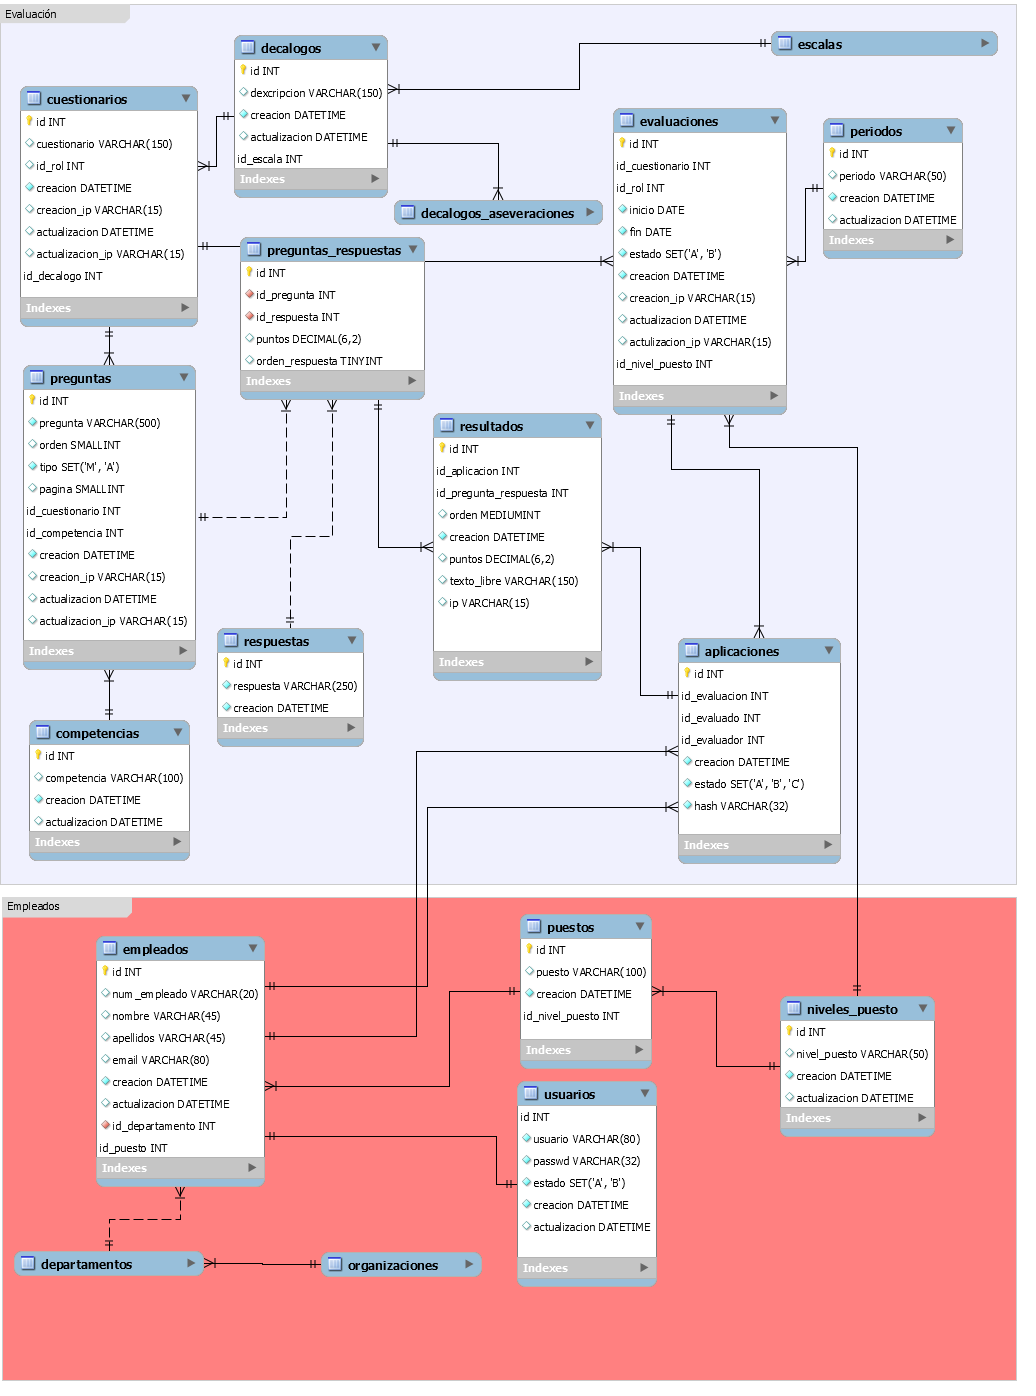 Evaluación
decalogos
id INT
dexcripcion VARCHAR(150)
creacion DATETIME
actualizacion DATETIME
id_escala INT
Indexes
escalas
cuestionarios
id INT
cuestionario VARCHAR(150)
id_rol INT
creacion DATETIME
creacion_ip VARCHAR(15)
actualizacion DATETIME
actualizacion_ip VARCHAR(15)
id_decalogo INT
Indexes
decalogos_aseveraciones
evaluaciones
id INT
id_cuestionario INT
id_rol INT
inicio DATE
fin DATE
estado SET('A', 'B')
creacion DATETIME
creacion_ip VARCHAR(15)
actualizacion DATETIME
actulizacion_ip VARCHAR(15)
id_nivel_puesto INT
Indexes
periodos
id INT
periodo VARCHAR(50)
creacion DATETIME
actualizacion DATETIME
Indexes
preguntas_respuestas
id INT
id_pregunta INT
id_respuesta INT
puntos DECIMAL(6,2)
orden_respuesta TINYINT
Indexes
preguntas
id INT
pregunta VARCHAR(500)
orden SMALLINT
tipo SET('M', 'A')
pagina SMALLINT
id_cuestionario INT
id_competencia INT
creacion DATETIME
creacion_ip VARCHAR(15)
actualizacion DATETIME
actualizacion_ip VARCHAR(15)
Indexes
resultados
id INT
id_aplicacion INT
id_pregunta_respuesta INT
orden MEDIUMINT
creacion DATETIME
puntos DECIMAL(6,2)
texto_libre VARCHAR(150)
ip VARCHAR(15)
Indexes
respuestas
id INT
respuesta VARCHAR(250)
creacion DATETIME
Indexes
aplicaciones
id INT
id_evaluacion INT
id_evaluado INT
id_evaluador INT
creacion DATETIME
estado SET('A', 'B', 'C')
hash VARCHAR(32)
Indexes
competencias
id INT
competencia VARCHAR(100)
creacion DATETIME
actualizacion DATETIME
Indexes
Empleados
empleados
id INT
num_empleado VARCHAR(20)
nombre VARCHAR(45)
apellidos VARCHAR(45)
email VARCHAR(80)
creacion DATETIME
actualizacion DATETIME
id_departamento INT
id_puesto INT
Indexes
puestos
id INT
puesto VARCHAR(100)
creacion DATETIME
id_nivel_puesto INT
Indexes
niveles_puesto
id INT
nivel_puesto VARCHAR(50)
creacion DATETIME
actualizacion DATETIME
Indexes
usuarios
id INT
usuario VARCHAR(80)
passwd VARCHAR(32)
estado SET('A', 'B')
creacion DATETIME
actualizacion DATETIME
Indexes
departamentos
organizaciones